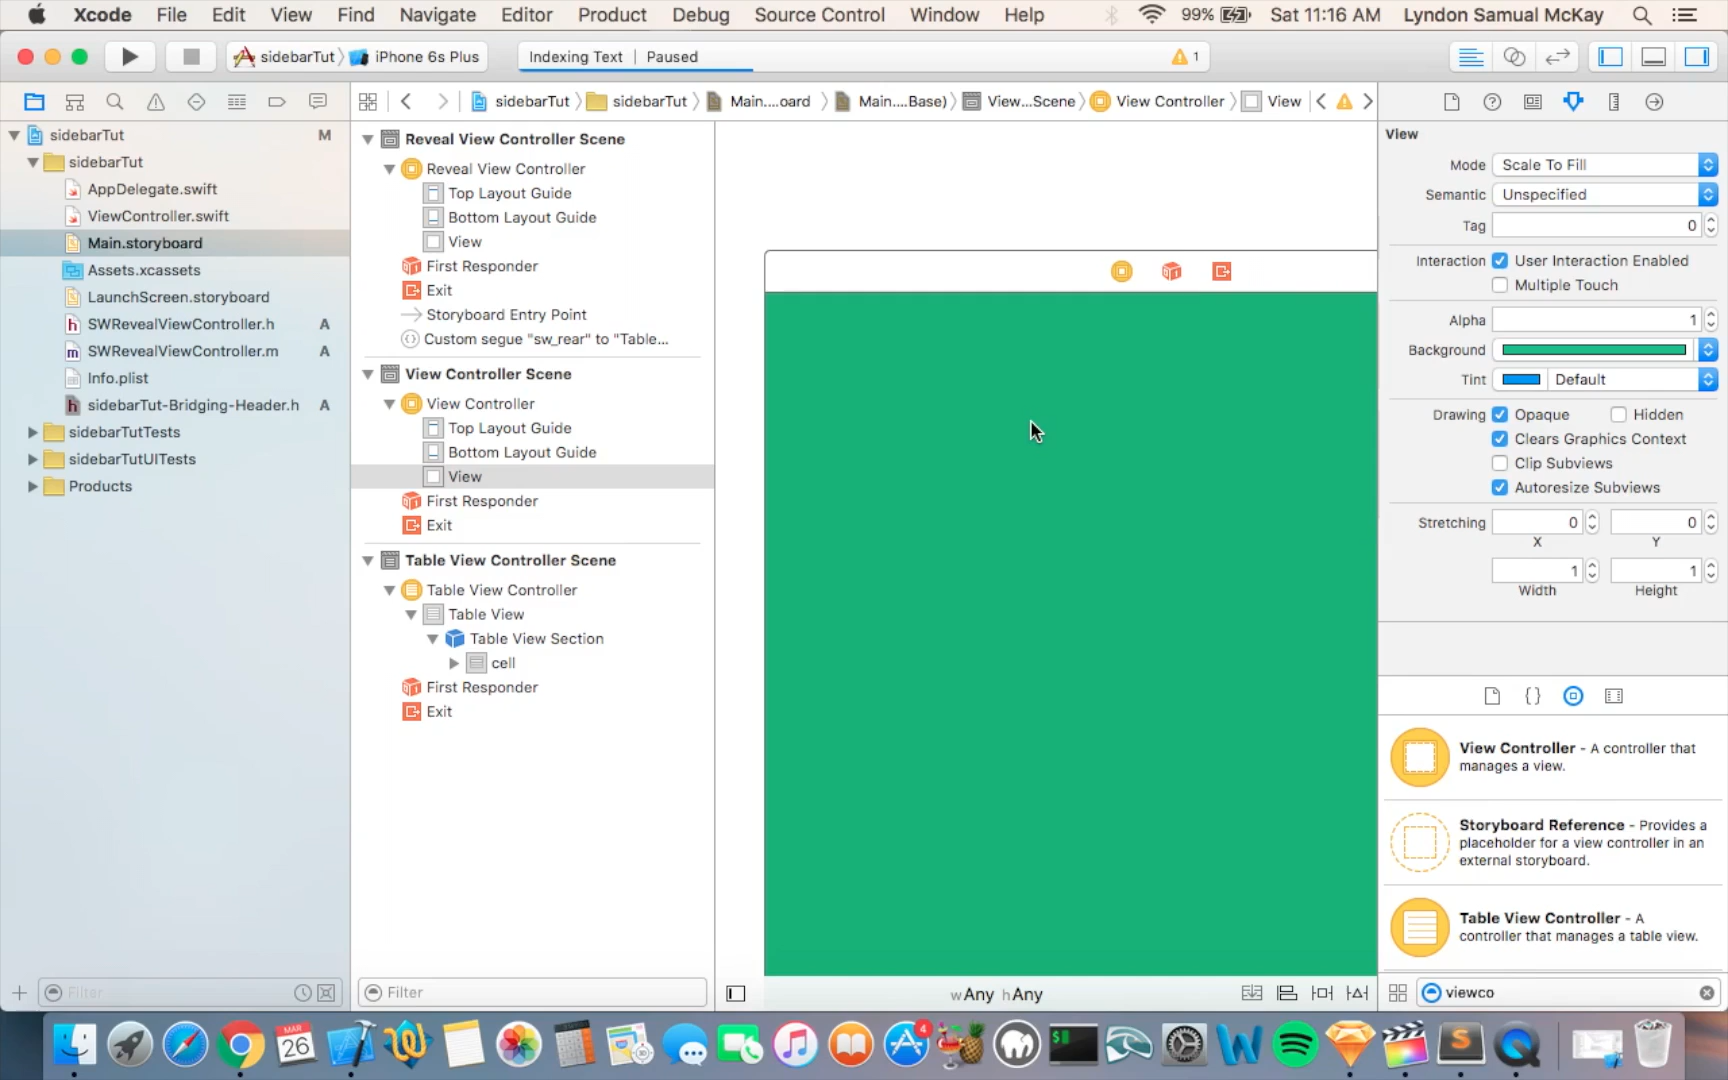 Xcode File Edit View Find Navigate Editor Product Debug Source Control Window Help 99% Sat 11:16 AM Lyndon Samual McKay
sidebarTut iPhone 6s Plus Indexing Text | Paused 1
sidebarTut sidebarTut Main....oard Main....Base) View...Scene View Controller View
sidebarTut M
sidebarTut
AppDelegate.swift
ViewController.swift
Main.storyboard
Assets.xcassets
LaunchScreen.storyboard
SWRevealViewController.h A
SWRevealViewController.m A
Info.plist
sidebarTut-Bridging-Header.h A
sidebarTutTests
sidebarTutUITests
Products
Filter
Reveal View Controller Scene
Reveal View Controller
Top Layout Guide
Bottom Layout Guide
View
First Responder
Exit
Storyboard Entry Point
Custom segue "sw_rear" to "Table...
View Controller Scene
View Controller
Top Layout Guide
Bottom Layout Guide
View
First Responder
Exit
Table View Controller Scene
Table View Controller
Table View
Table View Section
cell
First Responder
Exit
Filter
wAny hAny
View
Mode Scale To Fill
Semantic Unspecified
Tag 0
Interaction User Interaction Enabled
Multiple Touch
Alpha 1
Background
Tint Default
Drawing Opaque Hidden
Clears Graphics Context
Clip Subviews
Autoresize Subviews
Stretching 0 0
X Y
1 1
Width Height
View Controller - A controller that
manages a view.
Storyboard Reference - Provides a
placeholder for a view controller in an
external storyboard.
Table View Controller - A
controller that manages a table view.
viewco
MAR
26
4